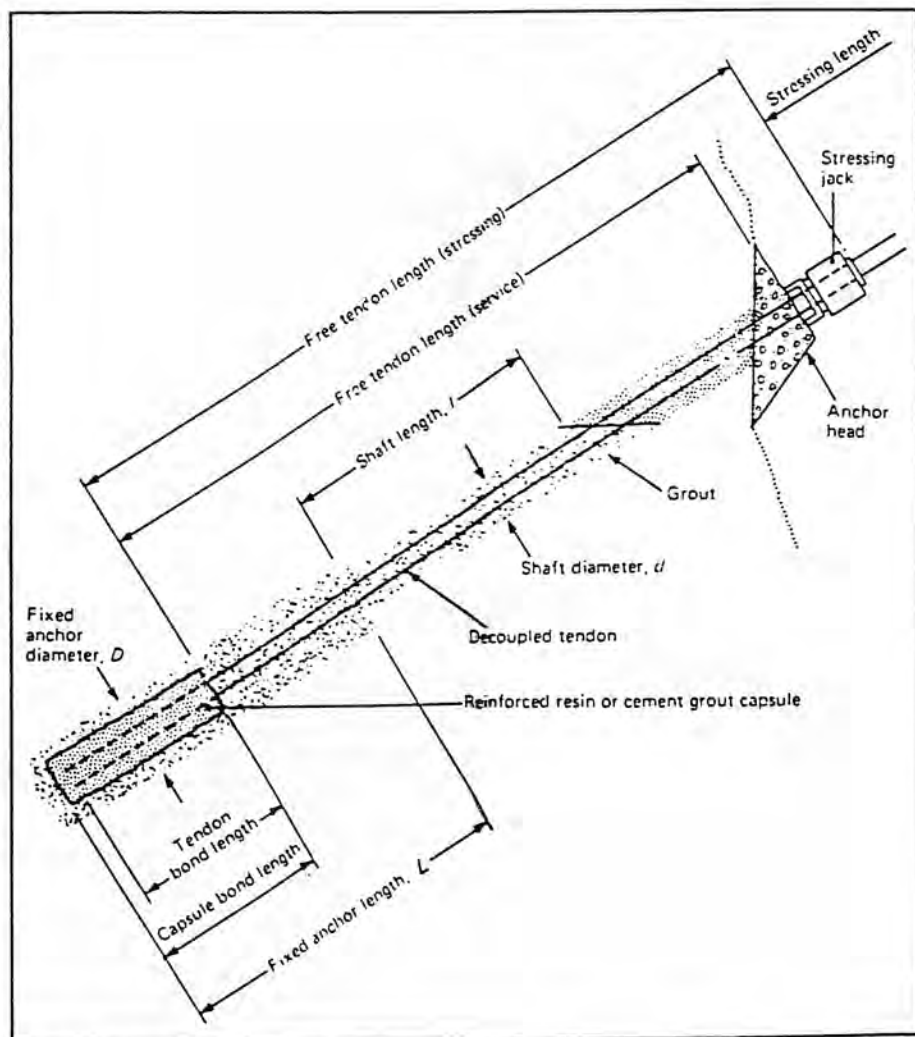 Stressing length
Stressing
jack
Free tendon length (stressing)
Free tendon length (service)
Shaft length, l
Anchor
head
Grout
Shaft diameter, d
Fixed
anchor
diameter, D
Decoupled tendon
Reinforced resin or cement grout capsule
Tendon
bond length
Capsule bond length
Fixed anchor length, L